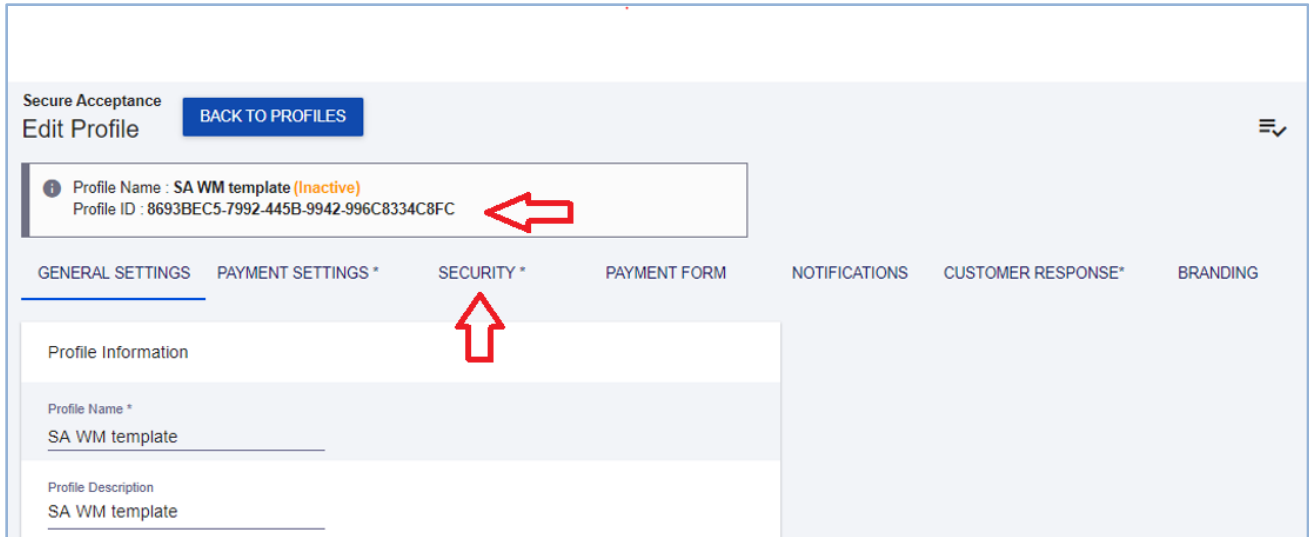 Secure Acceptance
Edit Profile
BACK TO PROFILES
Profile Name : SA WM template (Inactive)
Profile ID : 8693BEC5-7992-445B-9942-996C8334C8FC
GENERAL SETTINGS PAYMENT SETTINGS * SECURITY * PAYMENT FORM NOTIFICATIONS CUSTOMER RESPONSE* BRANDING
Profile Information
Profile Name *
SA WM template
Profile Description
SA WM template